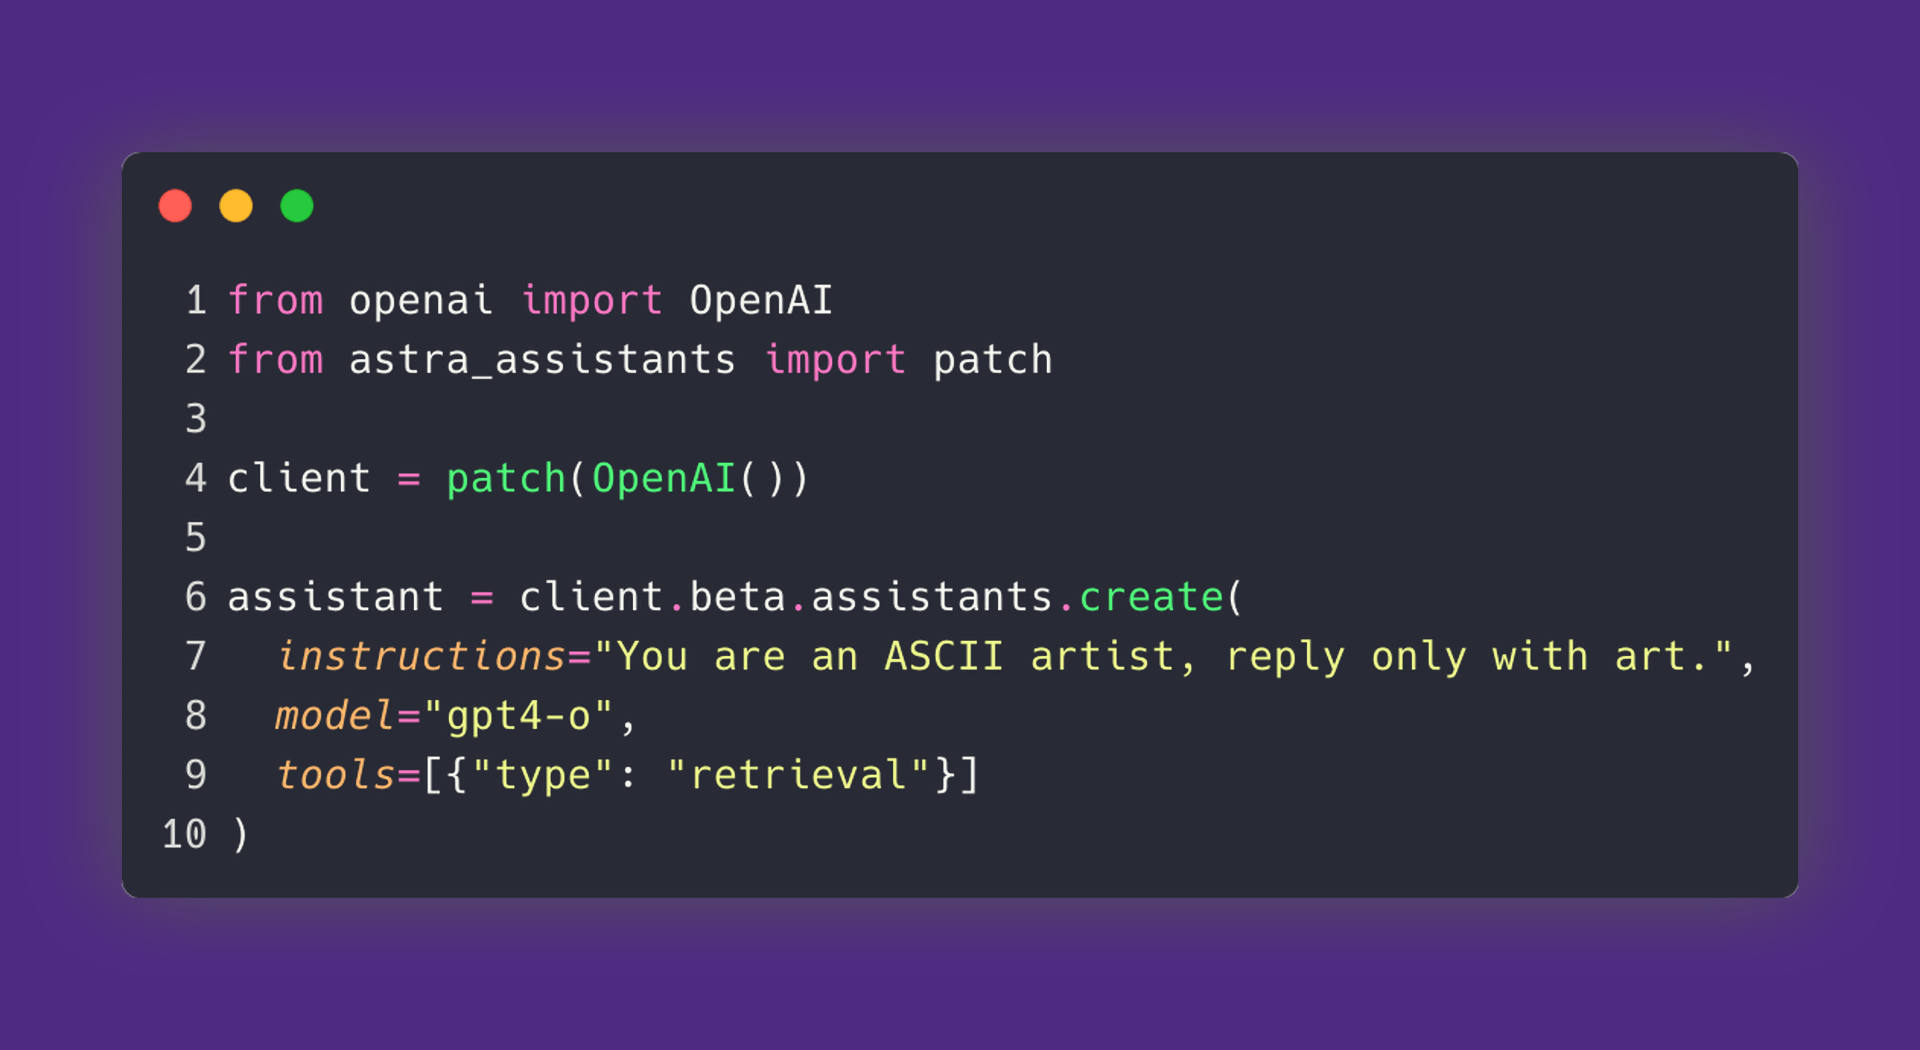 1 from openai import OpenAI
2 from astra_assistants import patch
3
4 client = patch(OpenAI())
5
6 assistant = client.beta.assistants.create(
7   instructions="You are an ASCII artist, reply only with art.",
8   model="gpt4-o",
9   tools=[{"type": "retrieval"}]
10 )